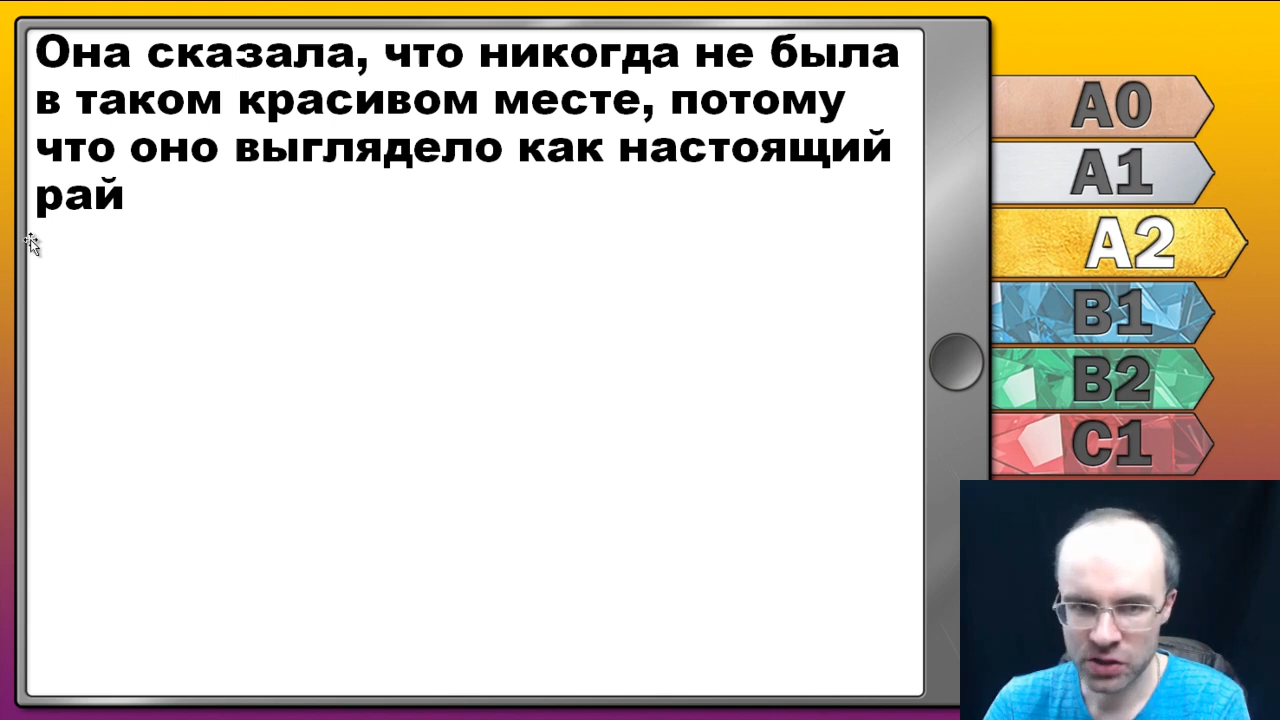 Она сказала, что никогда не была
в таком красивом месте, потому
что оно выглядело как настоящий
рай
A0
A1
A2
B1
B2
C1